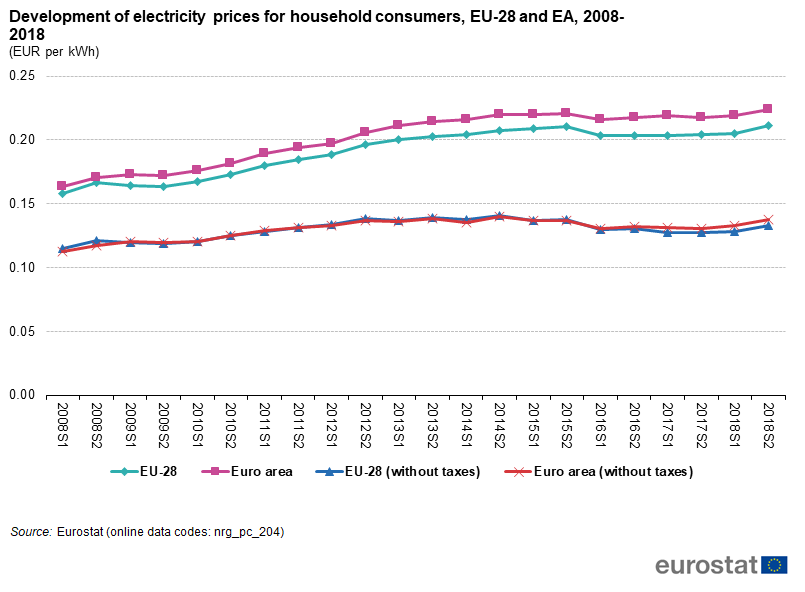 Development of electricity prices for household consumers, EU-28 and EA, 2008-
2018
(EUR per kWh)
0.25
0.20
0.15
0.10
0.05
0.00
2008S1
2008S2
2009S1
2009S2
2010S1
2010S2
2011S1
2011S2
2012S1
2012S2
2013S1
2013S2
2014S1
2014S2
2015S1
2015S2
2016S1
2016S2
2017S1
2017S2
2018S1
2018S2
EU-28 Euro area EU-28 (without taxes) Euro area (without taxes)
Source: Eurostat (online data codes: nrg_pc_204)
eurostat